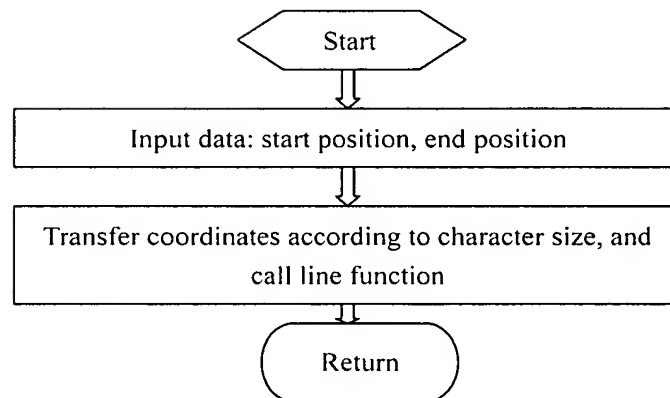 Start
Input data: start position, end position
Transfer coordinates according to character size, and
call line function
Return